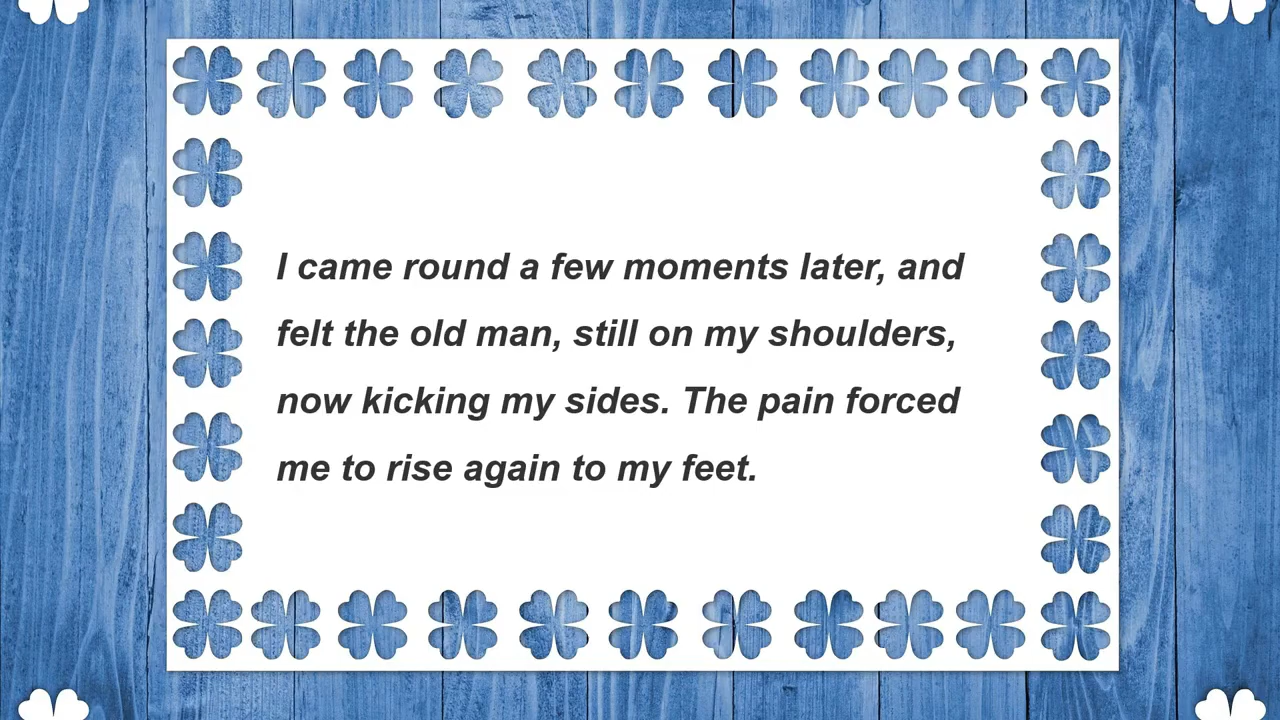 I came round a few moments later, and
felt the old man, still on my shoulders,
now kicking my sides. The pain forced
me to rise again to my feet.